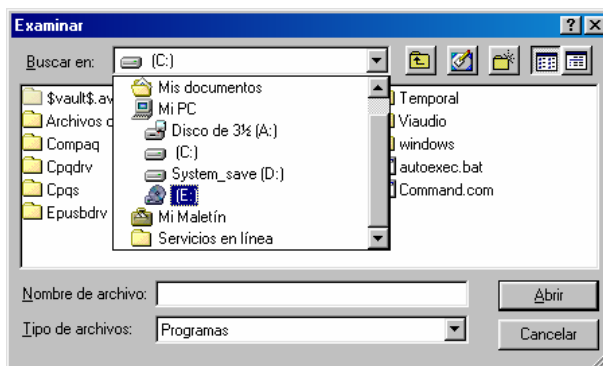 Examinar
Buscar en: (C:)
Mis documentos
Mi PC
Disco de 3½ (A:)
(C:)
System_save (D:)
(E:
Mi Maletín
Servicios en línea
$vault$.av
Archivos
Compaq
Cpqdrv
Cpqs
Epusbdrv
Temporal
Viaudio
windows
autoexec.bat
Command.com
Nombre de archivo:
Abrir
Tipo de archivos: Programas
Cancelar